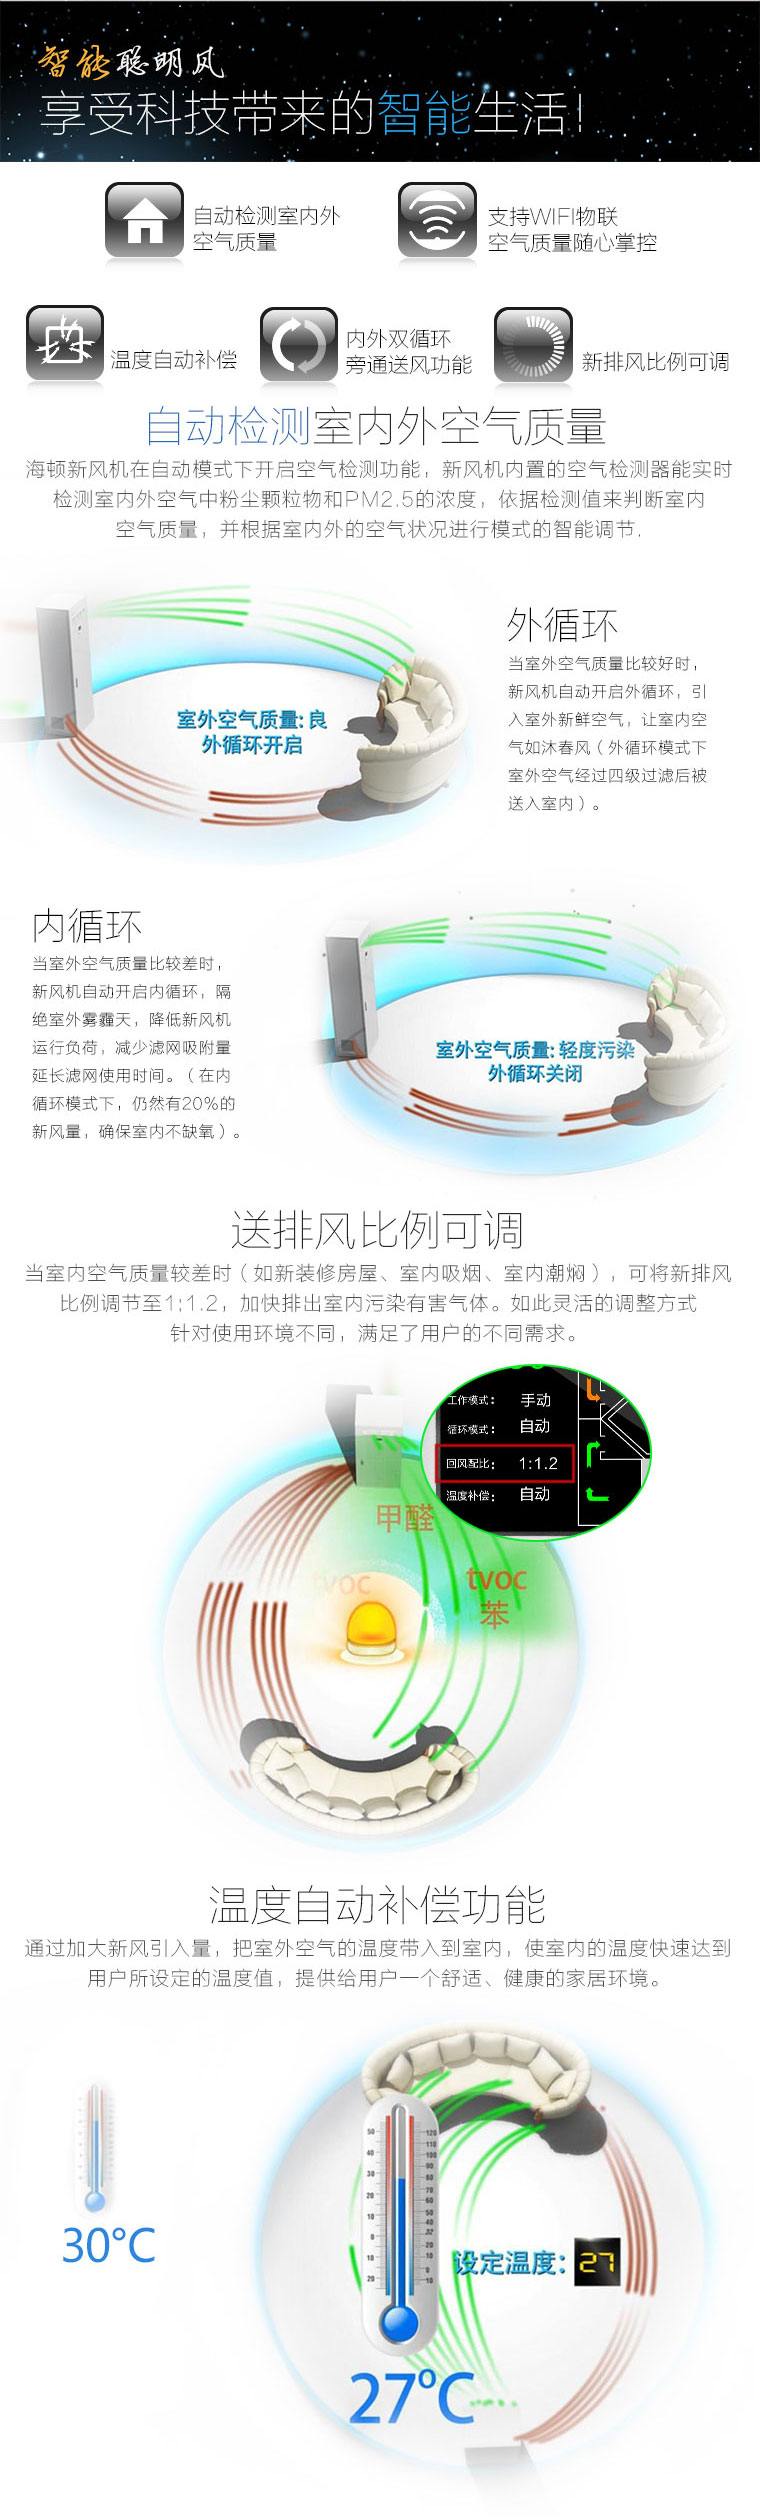 智能聪明风
享受科技带来的智能生活!
自动检测室内外
空气质量
支持WIFI物联
空气质量随心掌控
温度自动补偿
内外双循环
旁通送风功能
新排风比例可调
自动检测室内外空气质量
海顿新风机在自动模式下开启空气检测功能，新风机内置的空气检测器能实时
检测室内外空气中粉尘颗粒物和PM2.5的浓度，依据检测值来判断室内
空气质量，并根据室内外的空气状况进行模式的智能调节.
室外空气质量:良
外循环开启
外循环
当室外空气质量比较好时，
新风机自动开启外循环，引
入室外新鲜空气，让室内空
气如沐春风（外循环模式下
室外空气经过四级过滤后被
送入室内）。
内循环
当室外空气质量比较差时，
新风机自动开启内循环，隔
绝室外雾霾天，降低新风机
运行负荷，减少滤网吸附量
延长滤网使用时间。（在内
循环模式下，仍然有20%的
新风量，确保室内不缺氧）。
室外空气质量:轻度污染
外循环关闭
送排风比例可调
当室内空气质量较差时（如新装修房屋、室内吸烟、室内潮焖），可将新排风
比例调节至1;1.2，加快排出室内污染有害气体。如此灵活的调整方式
针对使用环境不同，满足了用户的不同需求。
工作模式： 手动
循环模式： 自动
回风配比： 1:1.2
温度补偿： 自动
甲醛
tvoc
tvoc
苯
温度自动补偿功能
通过加大新风引入量，把室外空气的温度带入到室内，使室内的温度快速达到
用户所设定的温度值，提供给用户一个舒适、健康的家居环境。
30°C
设定温度：27
27°C